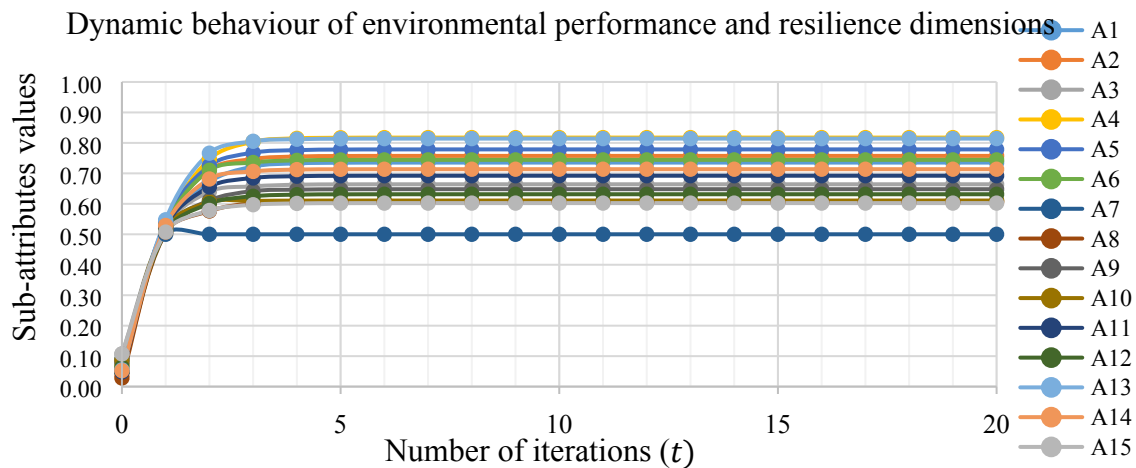 Dynamic behaviour of environmental performance and resilience dimensions
Sub-attributes values
1.00
0.90
0.80
0.70
0.60
0.50
0.40
0.30
0.20
0.10
0.00
0
5
10
15
20
Number of iterations (𝑡)
A1
A2
A3
A4
A5
A6
A7
A8
A9
A10
A11
A12
A13
A14
A15